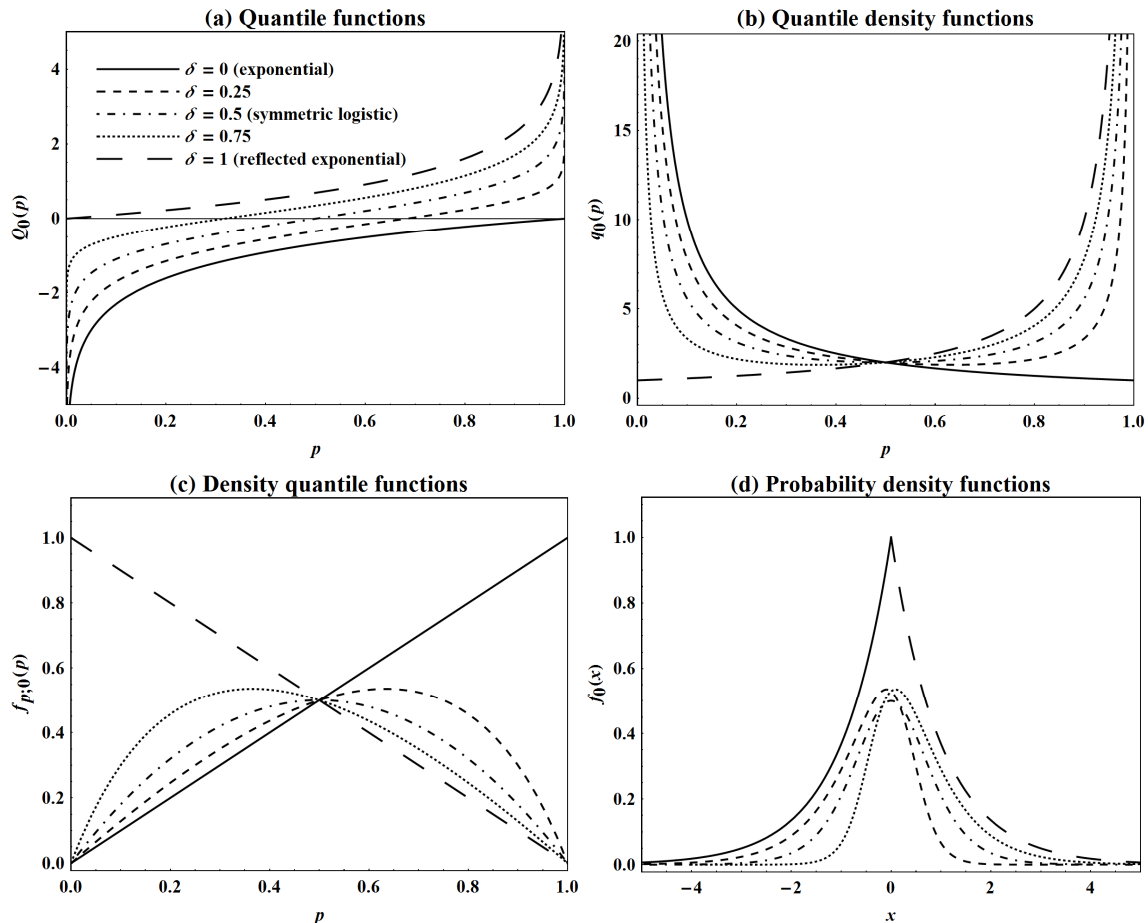 (a) Quantile functions
4
2
0
−2
−4
Q0(p)
δ = 0 (exponential)
δ = 0.25
δ = 0.5 (symmetric logistic)
δ = 0.75
δ = 1 (reflected exponential)
0.0 0.2 0.4 0.6 0.8 1.0
p
(b) Quantile density functions
20
15
10
5
0
q0(p)
0.0 0.2 0.4 0.6 0.8 1.0
p
(c) Density quantile functions
1.0
0.8
0.6
0.4
0.2
0.0
fp;0(p)
0.0 0.2 0.4 0.6 0.8 1.0
p
(d) Probability density functions
1.0
0.8
0.6
0.4
0.2
0.0
f0(x)
−4 −2 0 2 4
x